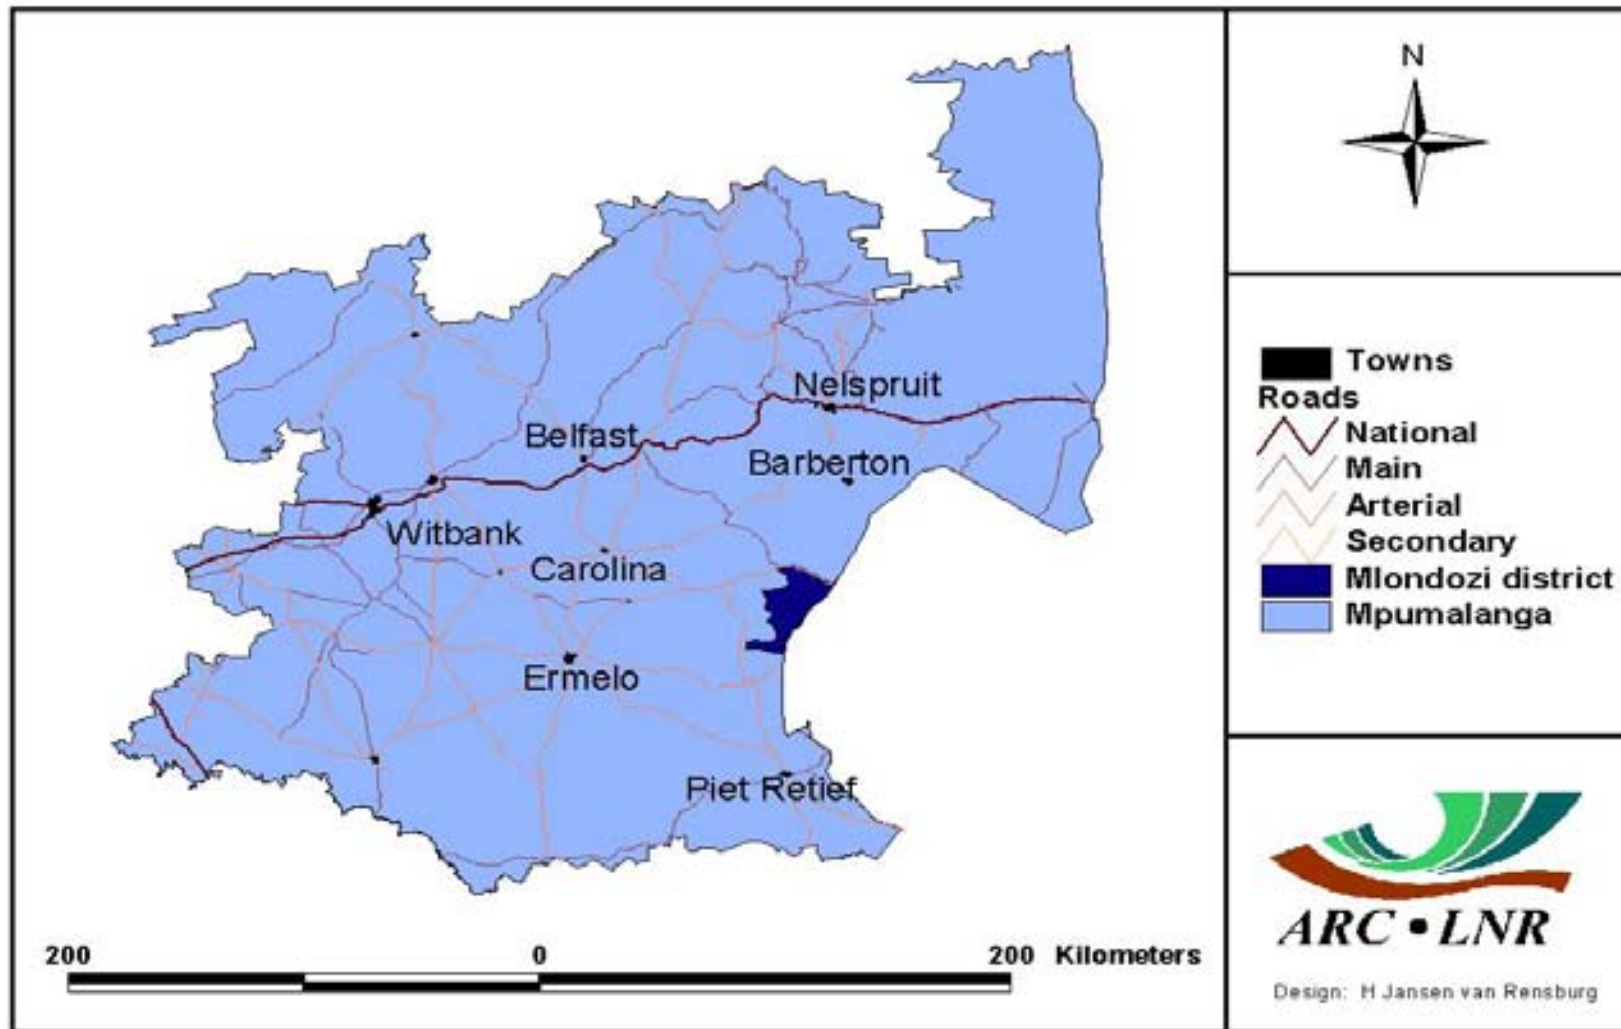 N
Nelspruit
Belfast
Barberton
Witbank
Carolina
Ermelo
Piet Retief
200 0 200 Kilometers
Towns
Roads
National
Main
Arterial
Secondary
Mlondozi district
Mpumalanga
ARC • LNR
Design: H Jansen van Rensburg